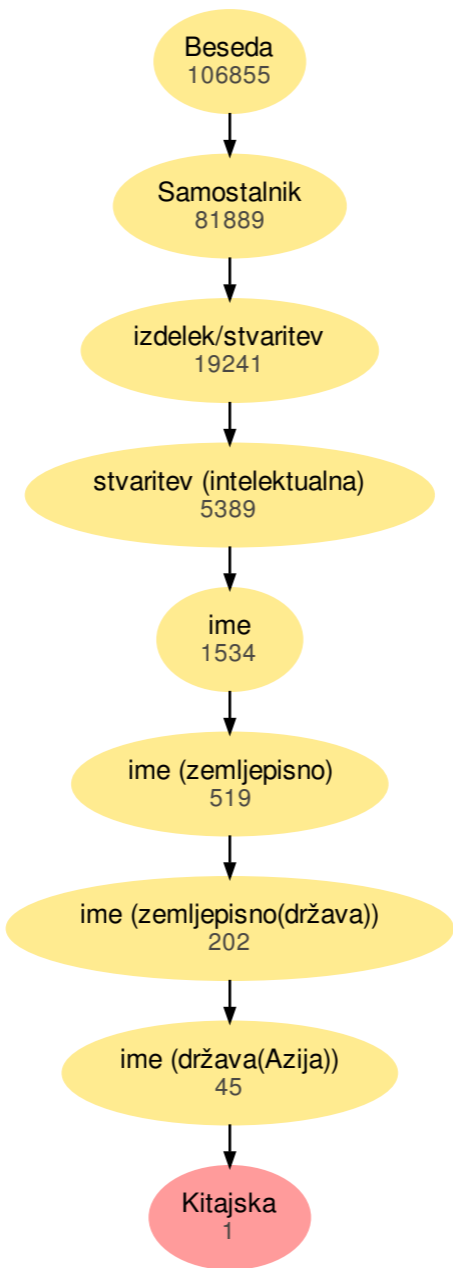 Beseda
106855
Samostalnik
81889
izdelek/stvaritev
19241
stvaritev (intelektualna)
5389
ime
1534
ime (zemljepisno)
519
ime (zemljepisno(država))
202
ime (država(Azija))
45
Kitajska
1